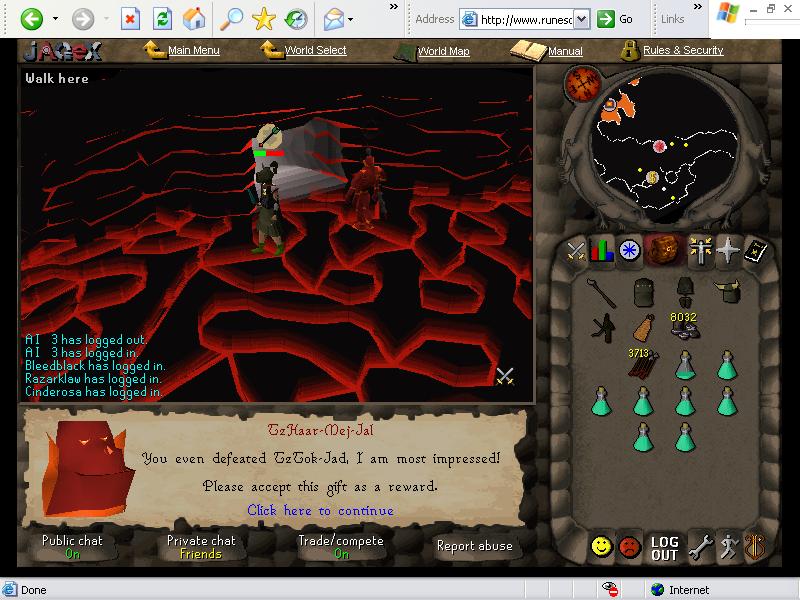 Go
»
Address
http://www.runesc
Go
Links
»
JAGeX
Main Menu
World Select
World Map
Manual
Rules & Security
Walk here
AI 3 has logged out.
AI 3 has logged in.
Bleedblack has logged in.
Razarklaw has logged in.
Cinderosa has logged in.
8032
3713
TzHaar-Mej-Jal
You even defeated TzTok-Jad, I am most impressed!
Please accept this gift as a reward.
Click here to continue
Public chat
On
Private chat
Friends
Trade/compete
On
Report abuse
LOG
OUT
Done
Internet